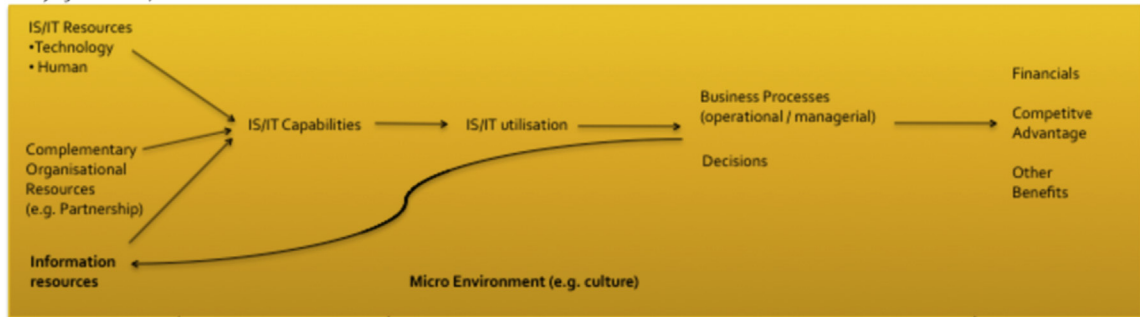 IS/IT Resources
•Technology
• Human
IS/IT Capabilities
IS/IT utilisation
Business Processes
(operational / managerial)
Decisions
Financials
Competitve
Advantage
Other
Benefits
Complementary
Organisational
Resources
(e.g. Partnership)
Information
resources
Micro Environment (e.g. culture)